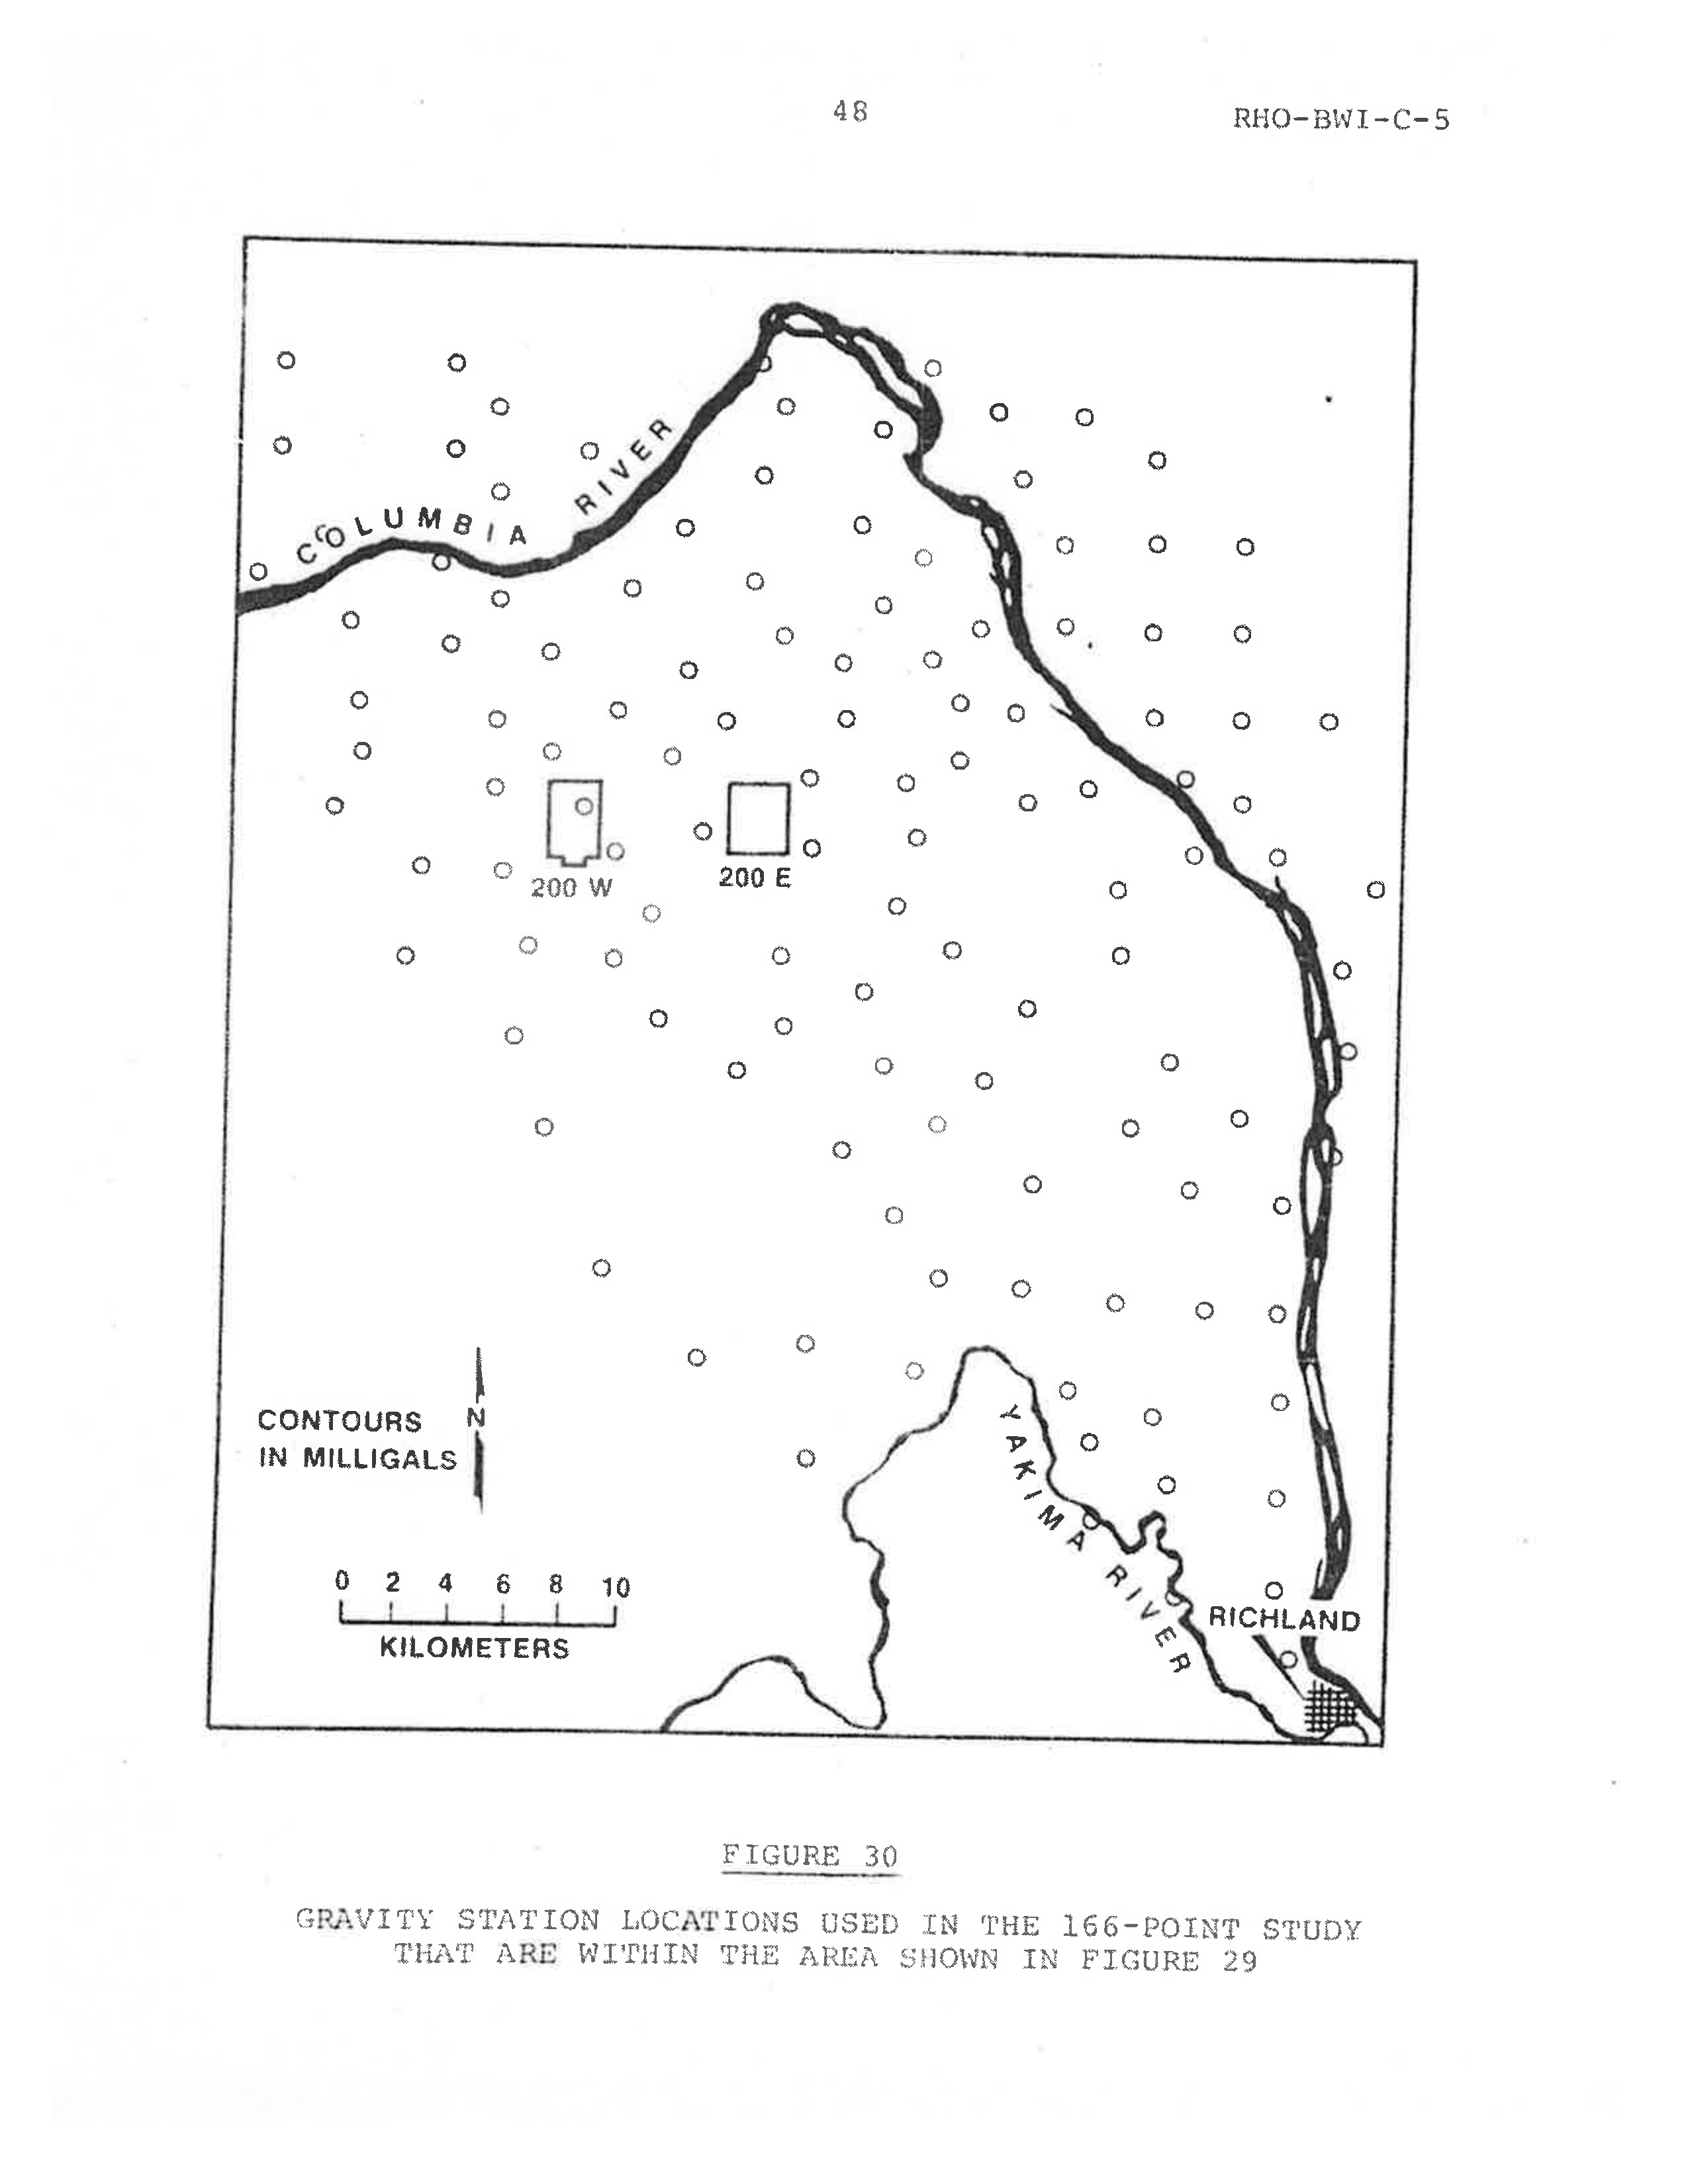 48
RHO-BWI-C-5
COLUMBIA RIVER
200 W
200 E
CONTOURS
IN MILLIGALS
N
0 2 4 6 8 10
KILOMETERS
YAKIMA RIVER
RICHLAND
FIGURE 30
GRAVITY STATION LOCATIONS USED IN THE 166-POINT STUDY
THAT ARE WITHIN THE AREA SHOWN IN FIGURE 29